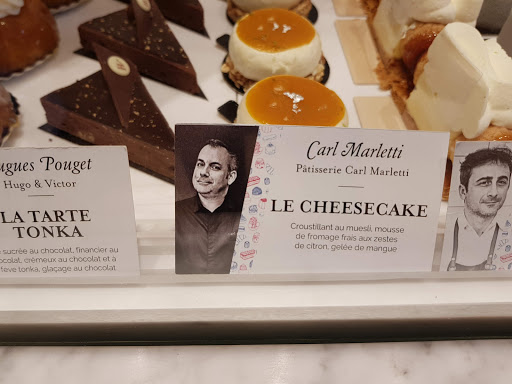 ugues Pouget
Hugo & Victor
LA TARTE
TONKA
sucrée au chocolat, financier au
ocolat, crémeux au chocolat et à
fève tonka, glaçage au chocolat
Carl Marletti
Pâtisserie Carl Marletti
LE CHEESECAKE
Croustillant au muesli, mousse
de fromage frais aux zestes
de citron, gelée de mangue